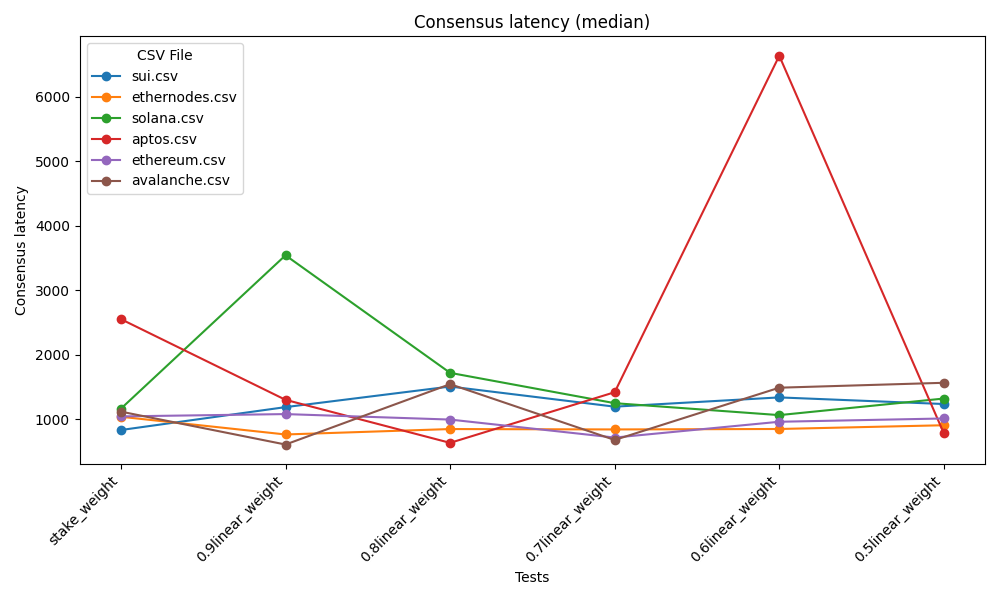 Consensus latency (median)
CSV File
sui.csv
ethernodes.csv
solana.csv
aptos.csv
ethereum.csv
avalanche.csv
Consensus latency
6000
5000
4000
3000
2000
1000
stake_weight
0.9linear_weight
0.8linear_weight
0.7linear_weight
0.6linear_weight
0.5linear_weight
Tests